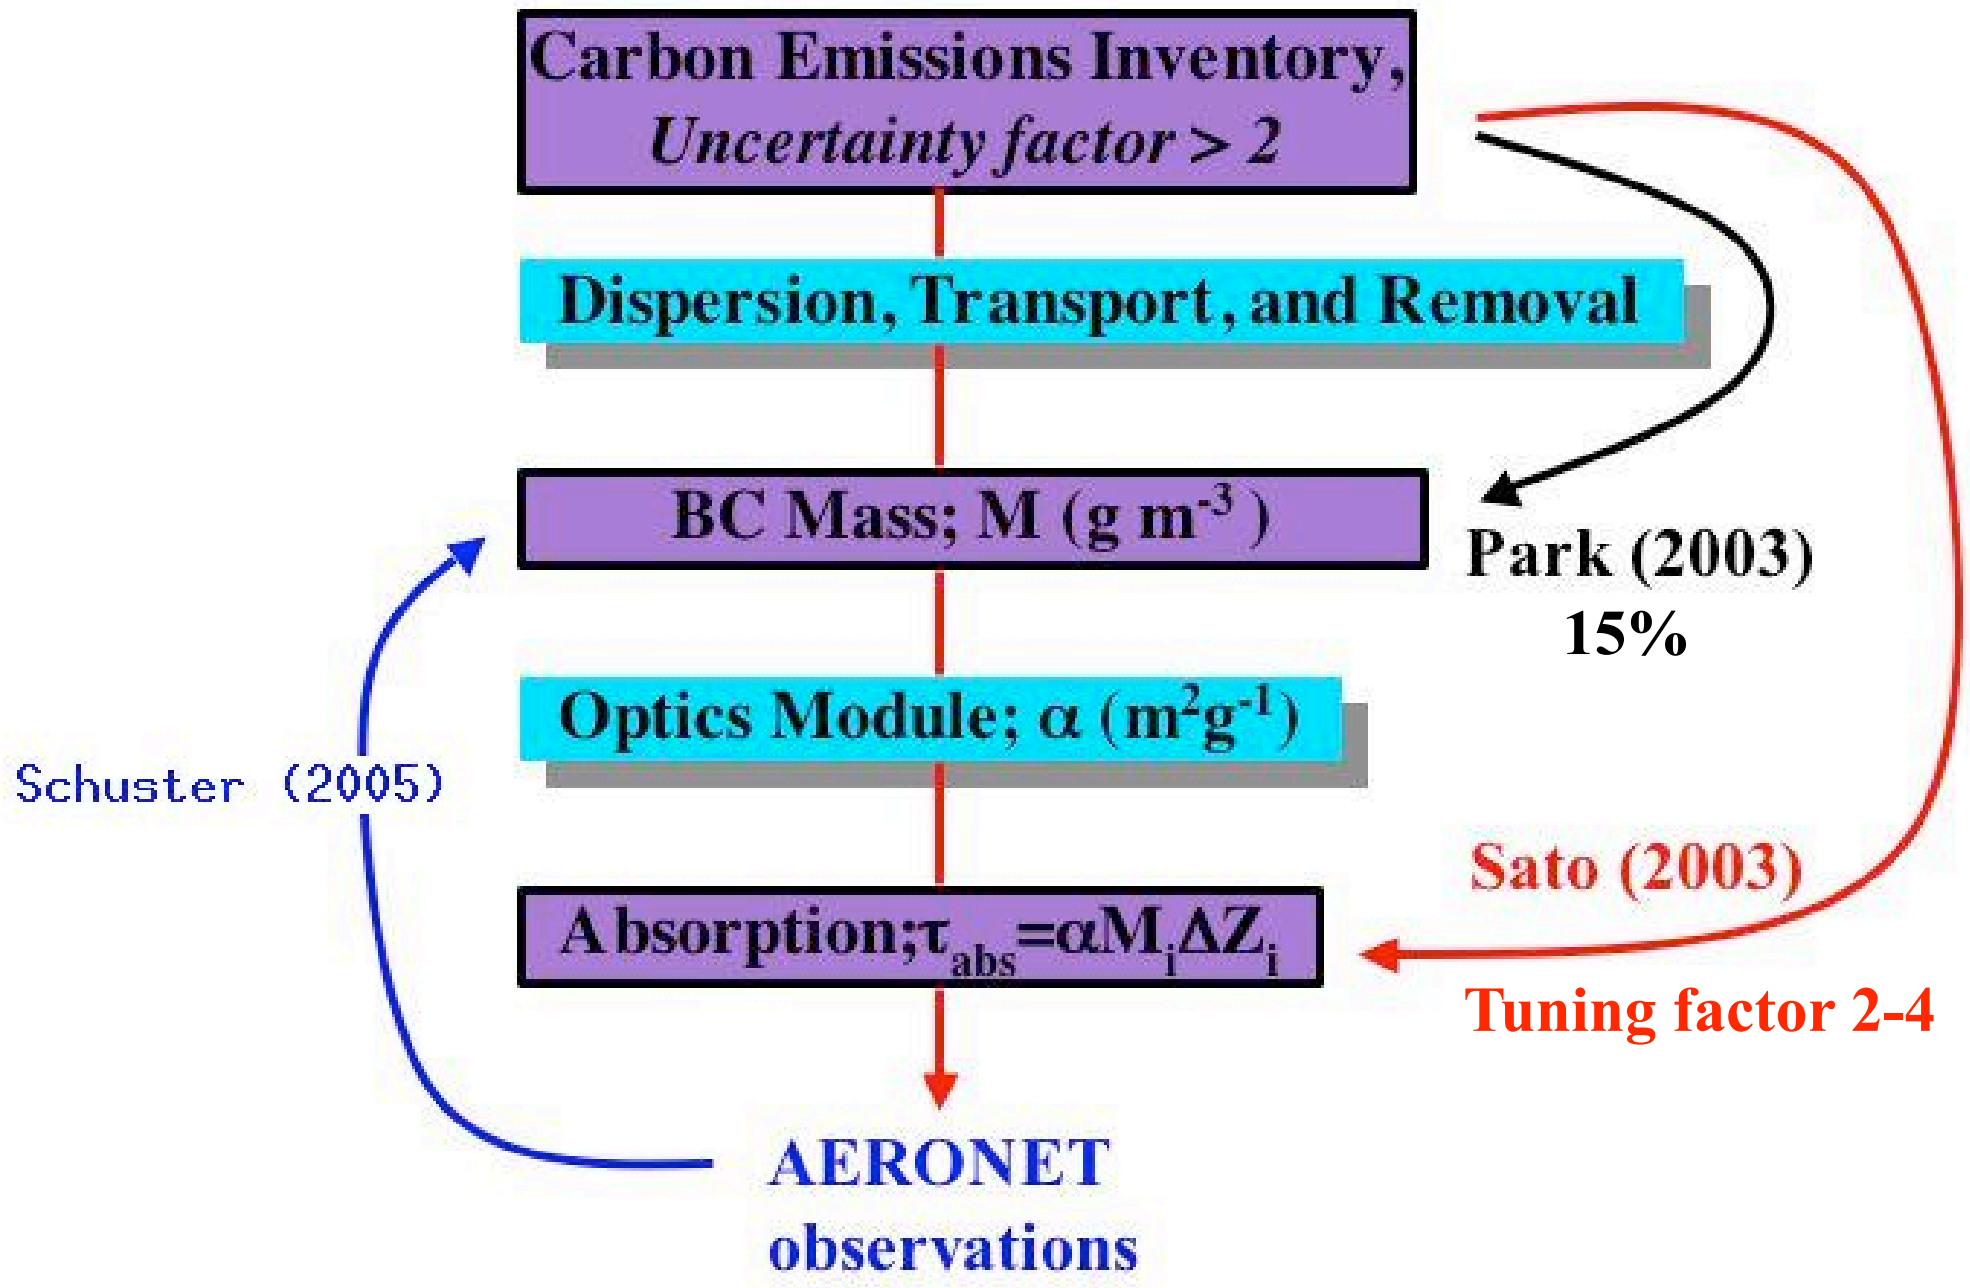 Carbon Emissions Inventory,
Uncertainty factor > 2
Dispersion, Transport, and Removal
BC Mass; M (g m⁻³ )
Park (2003)
15%
Optics Module; α (m²g⁻¹)
Schuster (2005)
Sato (2003)
Absorption;τabs=αMiΔZi
Tuning factor 2-4
AERONET
observations